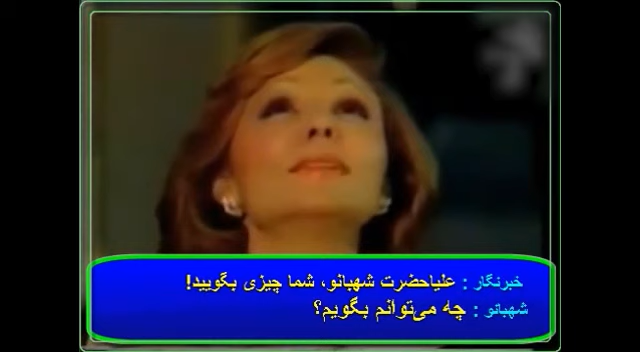 خبرنگار : علیاحضرت شهبانو، شما چیزی بگویید!
شهبانو : چه می‌توانم بگویم؟